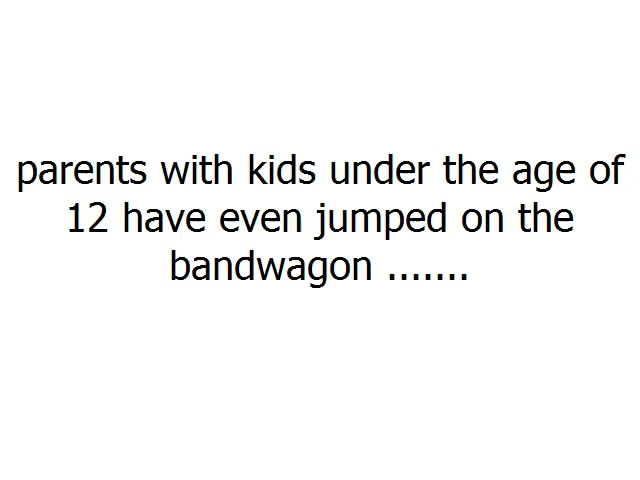 parents with kids under the age of
12 have even jumped on the
bandwagon .......